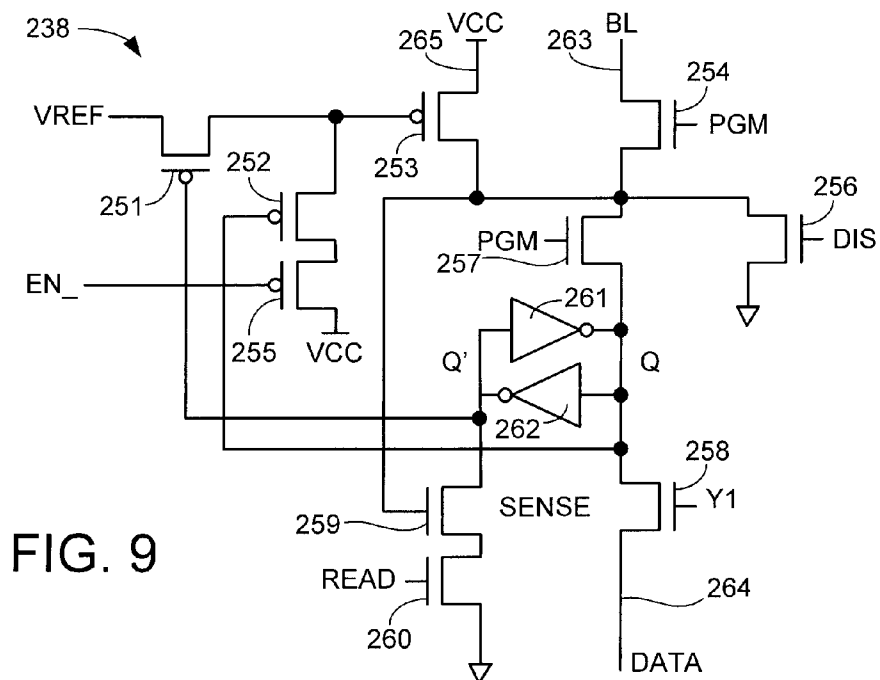 238
265
VCC
263
BL
254
VREF
PGM
252
253
251
256
PGM
DIS
257
EN_
261
255
VCC
Q'
Q
262
258
SENSE
Y1
259
FIG. 9
READ
264
260
DATA